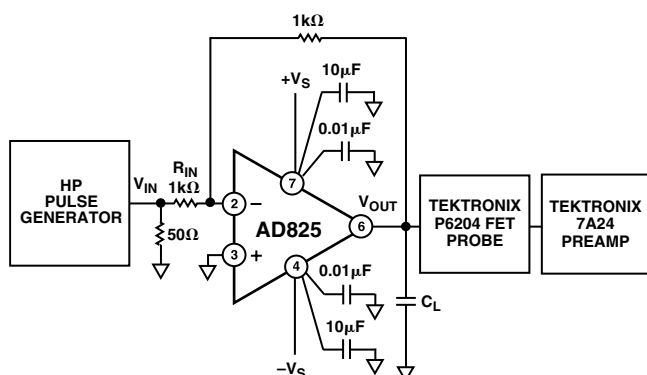 1kΩ
10µF
+VS
0.01µF
HP
PULSE
GENERATOR
VIN
RIN
1kΩ
50Ω
2
−
3
+
7
AD825
4
6
VOUT
TEKTRONIX
P6204 FET
PROBE
TEKTRONIX
7A24
PREAMP
0.01µF
CL
10µF
−VS